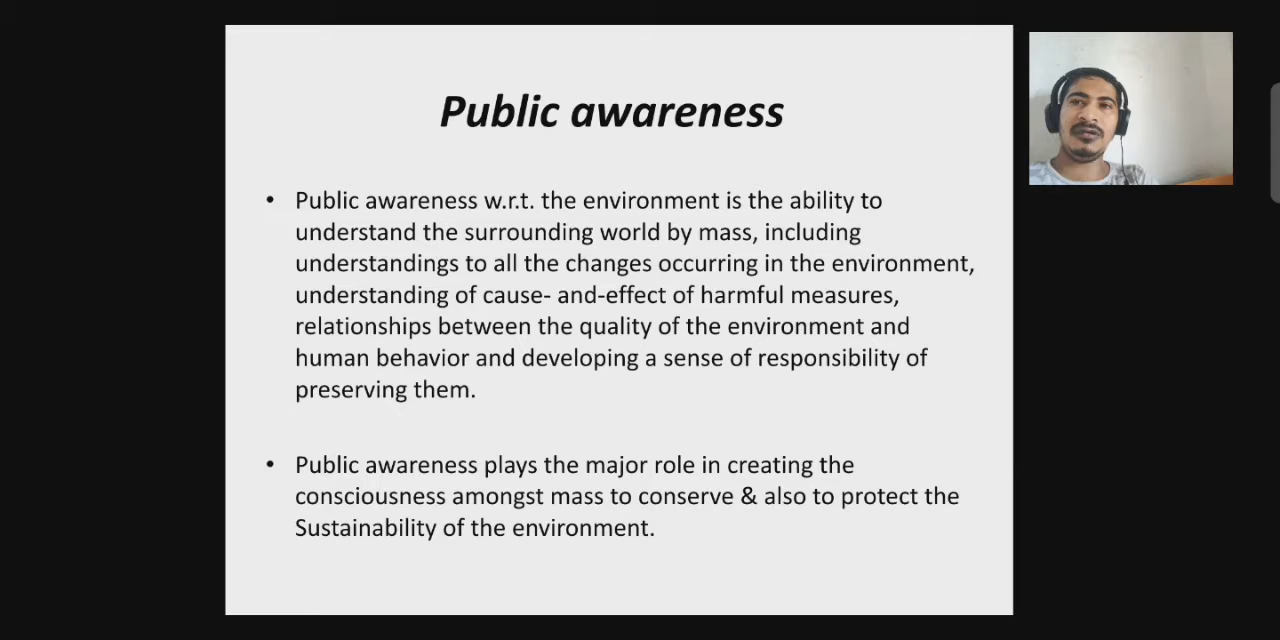 Public awareness
• Public awareness w.r.t. the environment is the ability to
understand the surrounding world by mass, including
understandings to all the changes occurring in the environment,
understanding of cause- and-effect of harmful measures,
relationships between the quality of the environment and
human behavior and developing a sense of responsibility of
preserving them.
• Public awareness plays the major role in creating the
consciousness amongst mass to conserve & also to protect the
Sustainability of the environment.